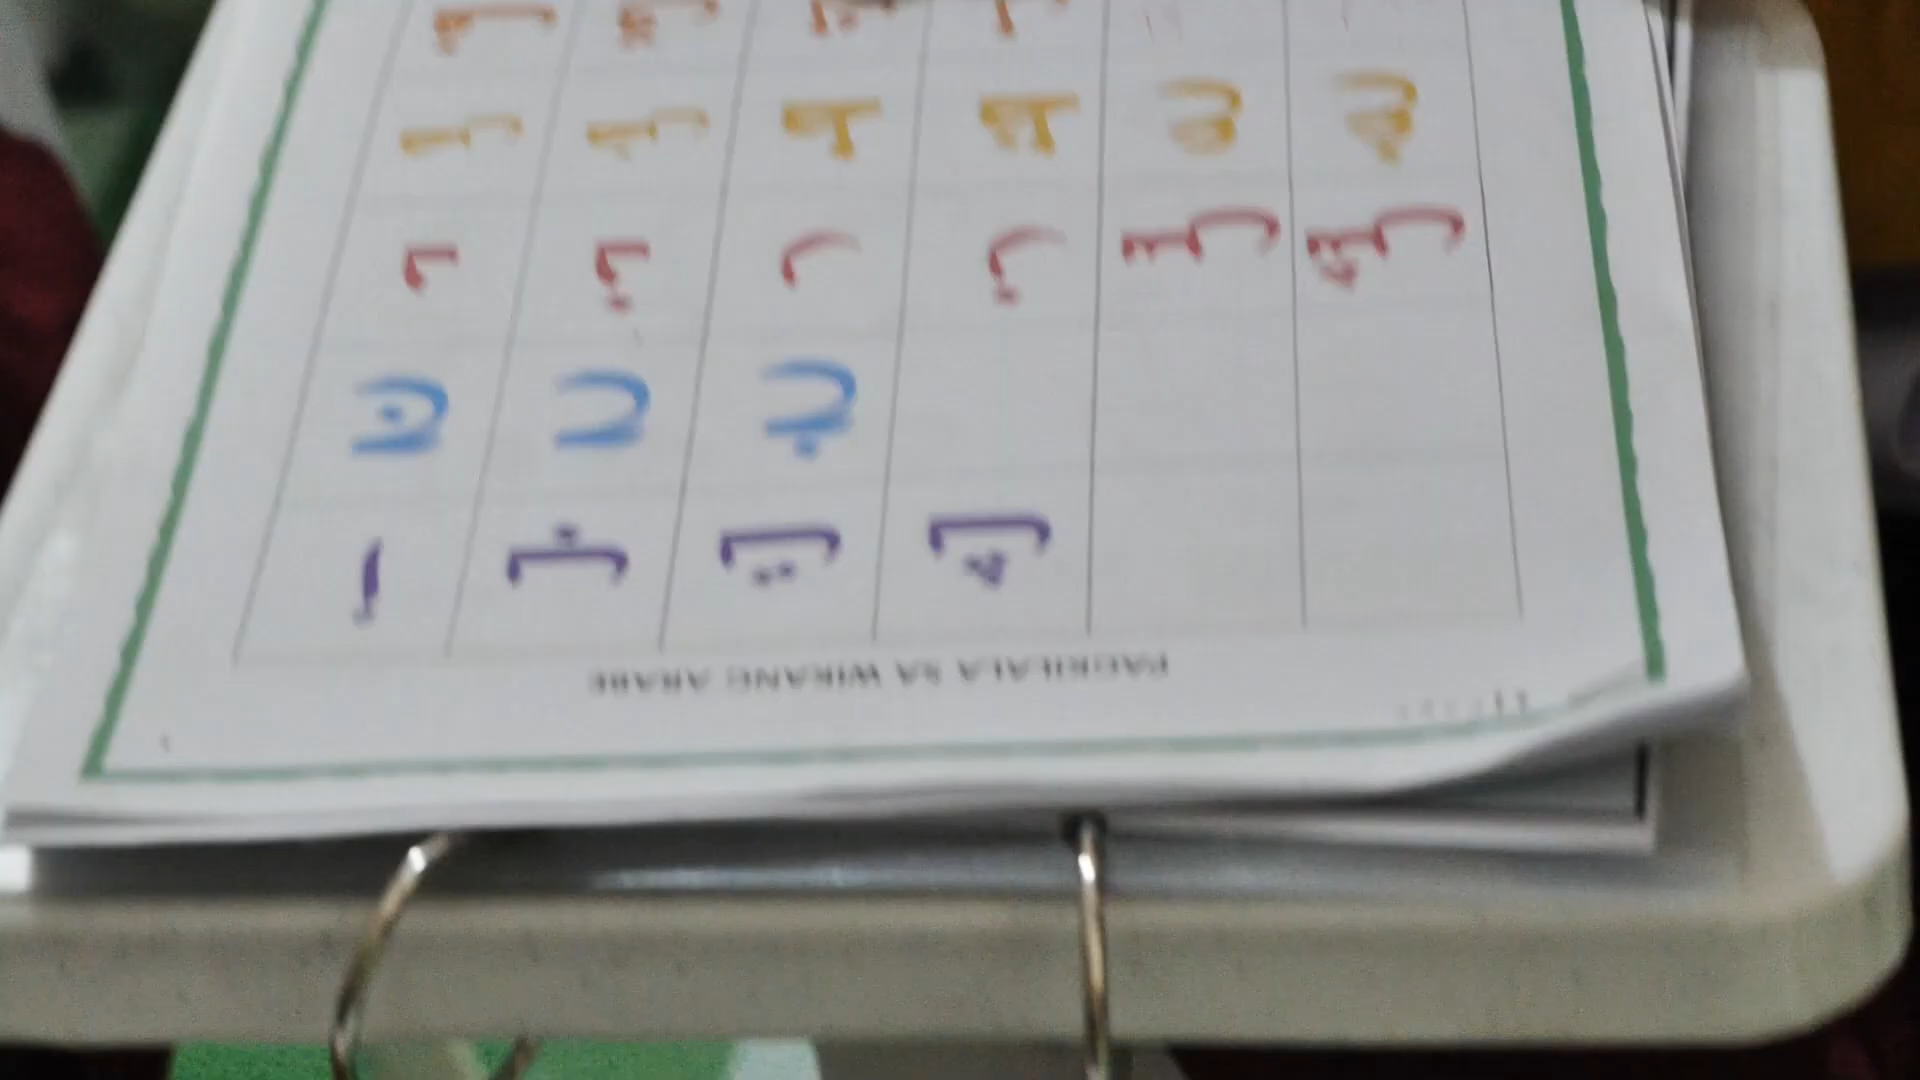 PAGKILALA SA WIKANG ARABE
ا ب ت ث
ج ح خ
د ذ ر ز س ش
ص ض ط ظ ع غ